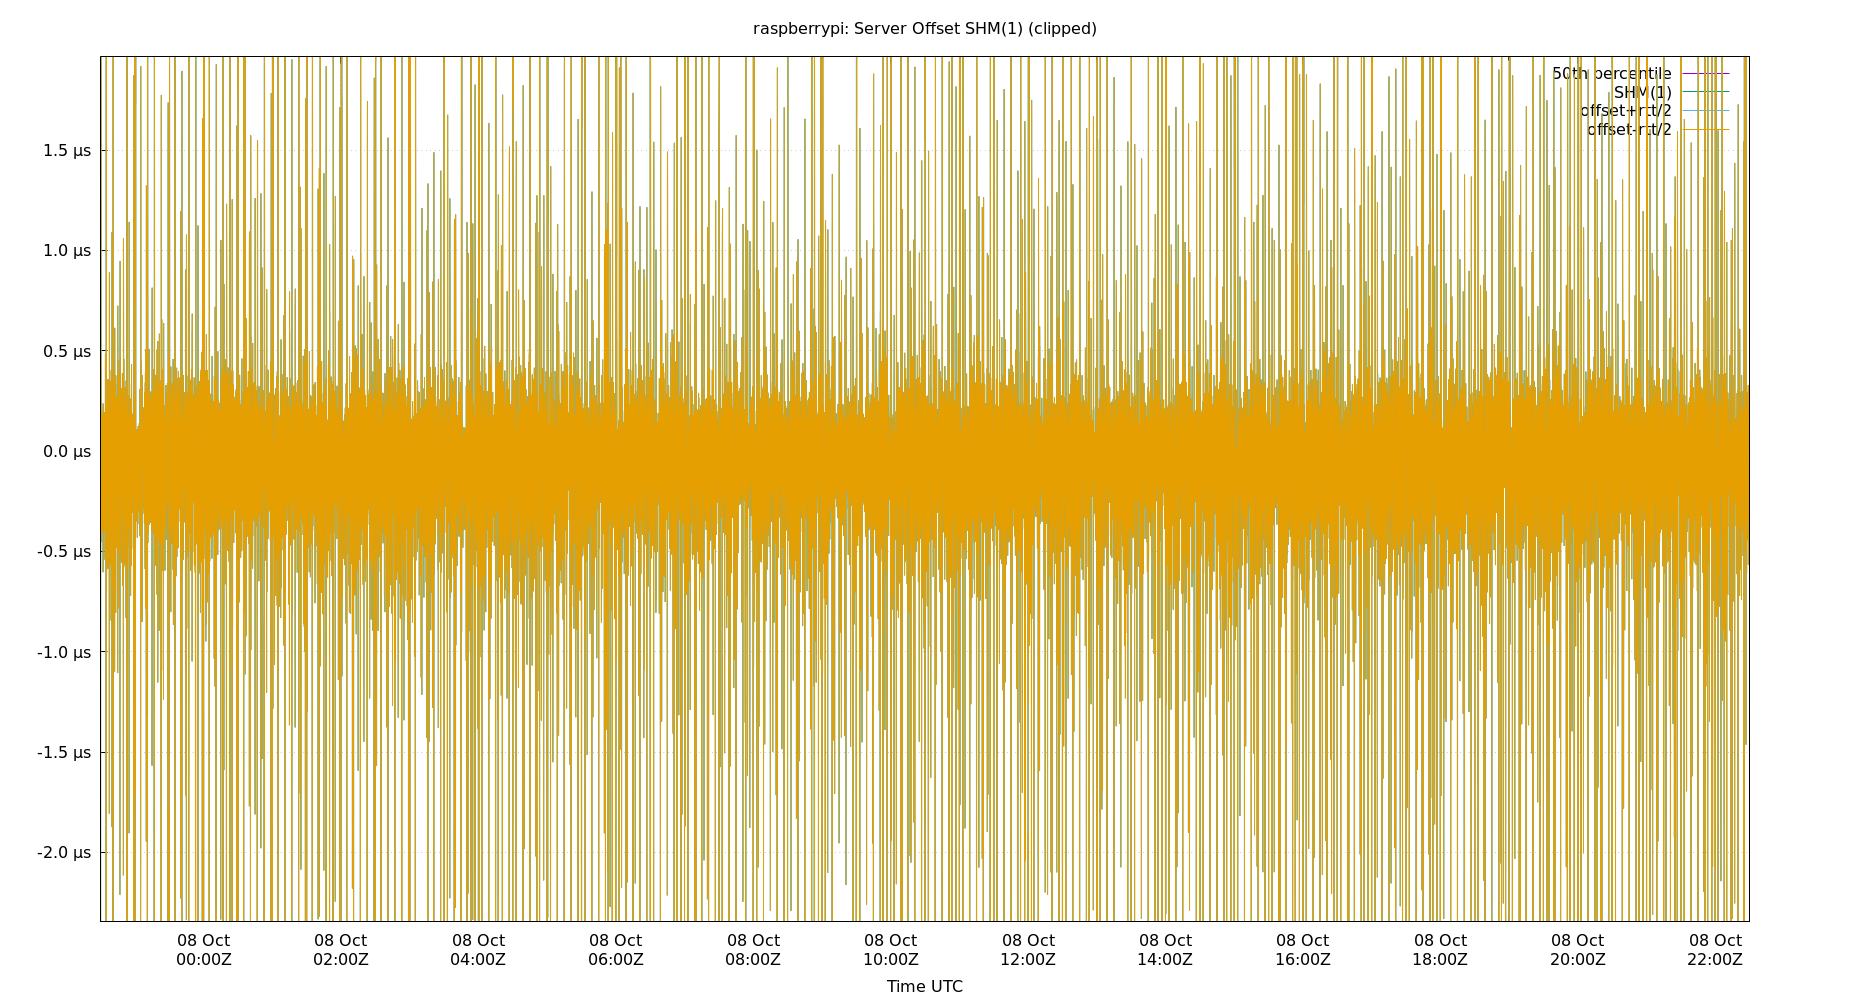 raspberrypi: Server Offset SHM(1) (clipped)
50th percentile
SHM(1)
offset+rtt/2
offset-rtt/2
1.5 µs
1.0 µs
0.5 µs
0.0 µs
-0.5 µs
-1.0 µs
-1.5 µs
-2.0 µs
08 Oct 08 Oct 08 Oct 08 Oct 08 Oct 08 Oct 08 Oct 08 Oct 08 Oct 08 Oct 08 Oct 08 Oct
00:00Z 02:00Z 04:00Z 06:00Z 08:00Z 10:00Z 12:00Z 14:00Z 16:00Z 18:00Z 20:00Z 22:00Z
Time UTC